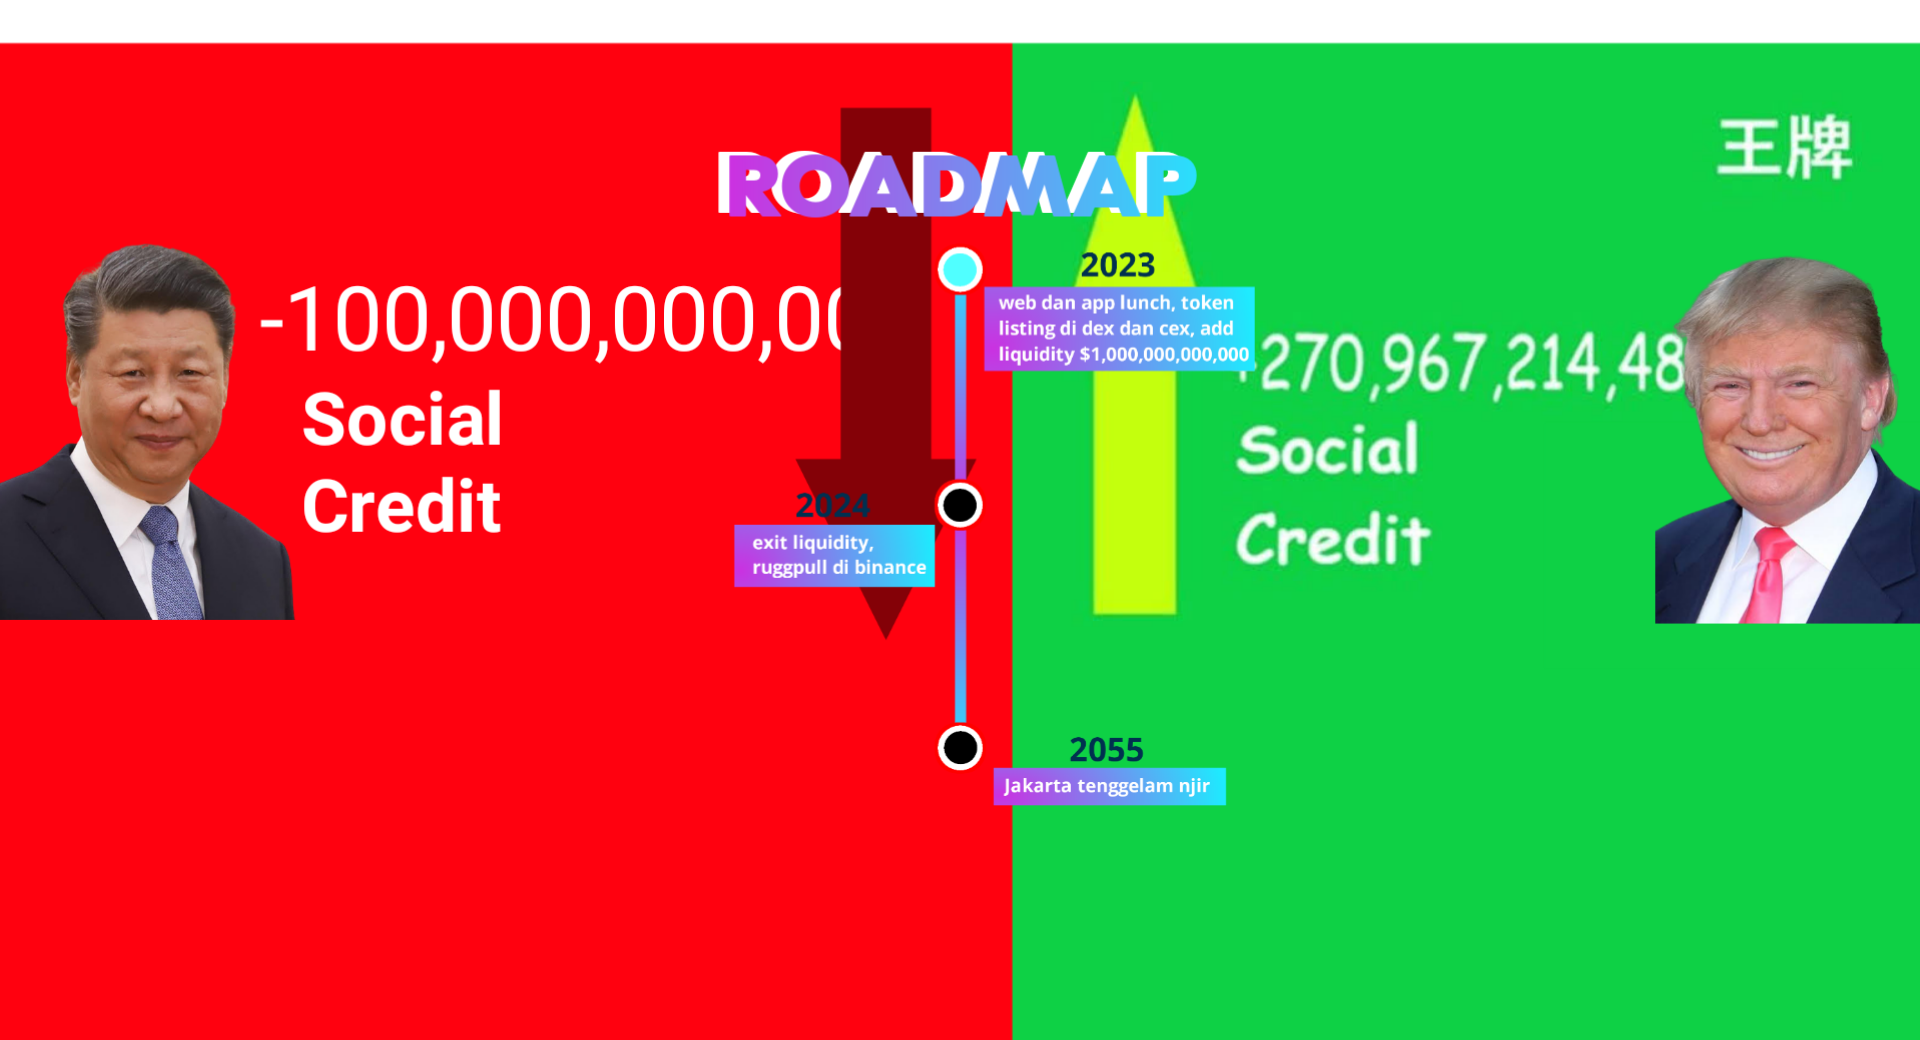 ROADMAP
王牌
2023
web dan app lunch, token
listing di dex dan cex, add
liquidity $1,000,000,000,000
-100,000,000,00
Social
Credit
270,967,214,48
Social
Credit
2024
exit liquidity,
ruggpull di binance
2055
Jakarta tenggelam njir